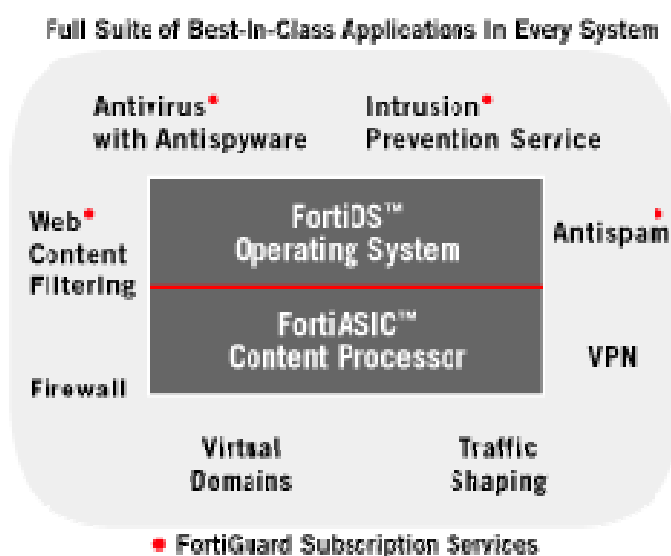 Full Suite of Best-In-Class Applications In Every System
Antivirus•
with Antispyware
Intrusion•
Prevention Service
Web•
Content
Filtering
FortiOS™
Operating System
Antispam•
FortiASIC™
Content Processor
VPN
Firewall
Virtual
Domains
Traffic
Shaping
• FortiGuard Subscription Services